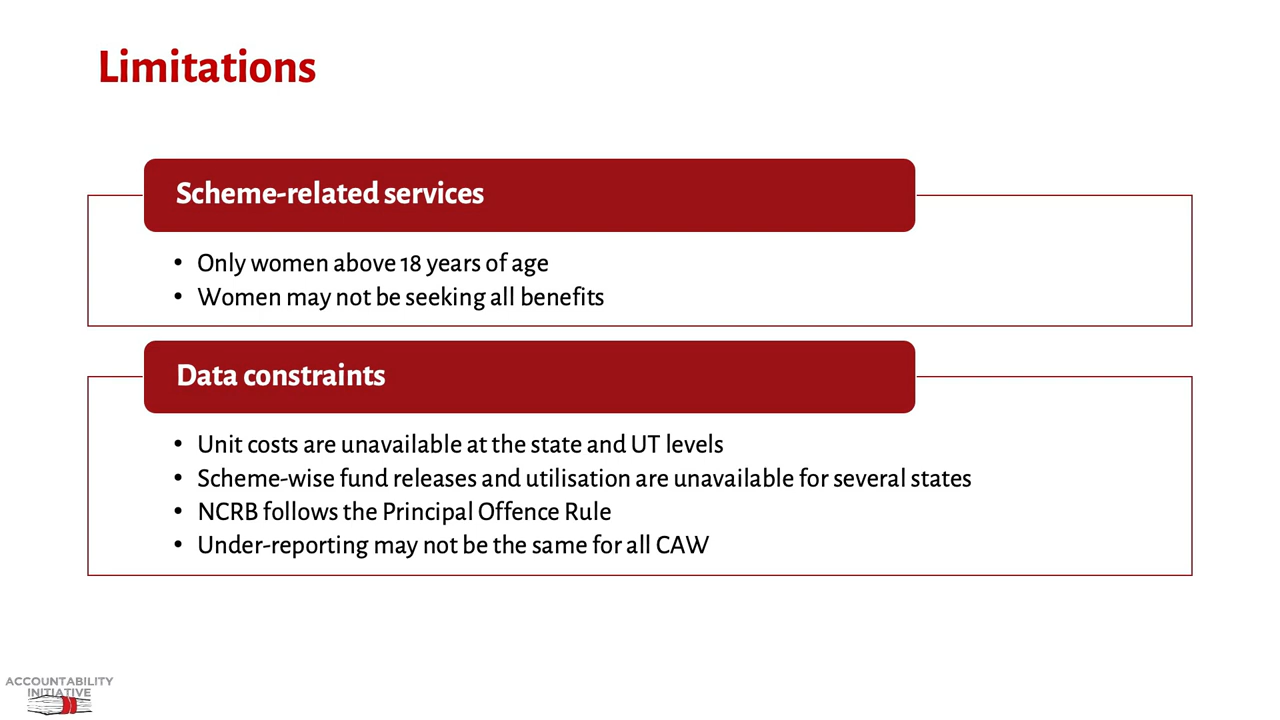 Limitations
Scheme-related services
• Only women above 18 years of age
• Women may not be seeking all benefits
Data constraints
• Unit costs are unavailable at the state and UT levels
• Scheme-wise fund releases and utilisation are unavailable for several states
• NCRB follows the Principal Offence Rule
• Under-reporting may not be the same for all CAW
ACCOUNTABILITY
INITIATIVE